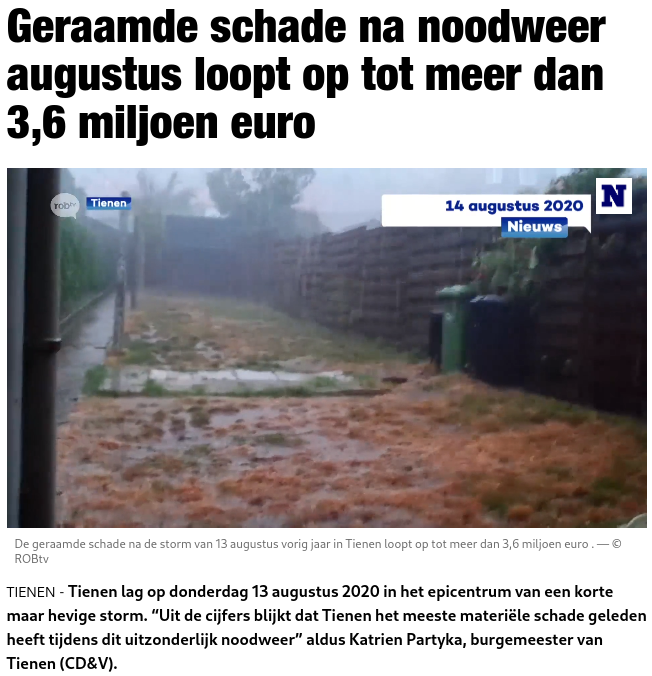 Geraamde schade na noodweer
augustus loopt op tot meer dan
3,6 miljoen euro
robtv
Tienen
14 augustus 2020
N
Nieuws
De geraamde schade na de storm van 13 augustus vorig jaar in Tienen loopt op tot meer dan 3,6 miljoen euro . — ©
ROBtv
TIENEN - Tienen lag op donderdag 13 augustus 2020 in het epicentrum van een korte
maar hevige storm. “Uit de cijfers blijkt dat Tienen het meeste materiële schade geleden
heeft tijdens dit uitzonderlijk noodweer” aldus Katrien Partyka, burgemeester van
Tienen (CD&V).